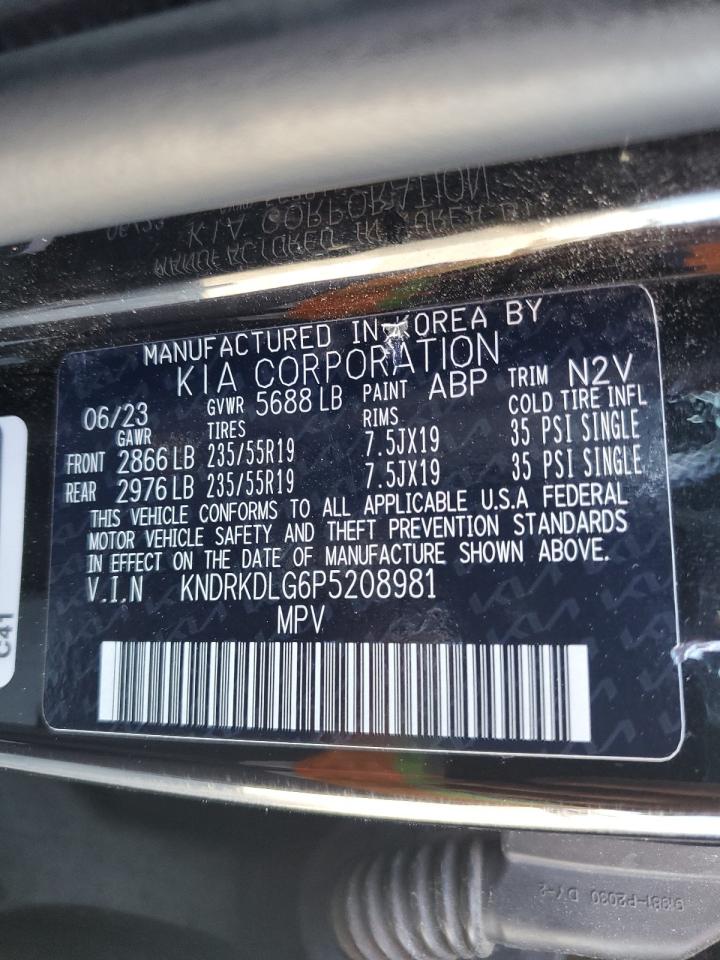 MANUFACTURED IN KOREA BY
KIA CORPORATION
06/23 GVWR 5688 LB PAINT ABP TRIM N2V
GAWR TIRES RIMS COLD TIRE INFL
FRONT 2866 LB 235/55R19 7.5JX19 35 PSI SINGLE
REAR 2976 LB 235/55R19 7.5JX19 35 PSI SINGLE
THIS VEHICLE CONFORMS TO ALL APPLICABLE U.S.A FEDERAL
MOTOR VEHICLE SAFETY AND THEFT PREVENTION STANDARDS
IN EFFECT ON THE DATE OF MANUFACTURE SHOWN ABOVE.
V.I.N KNDRKDLG6P5208981
MPV
C41